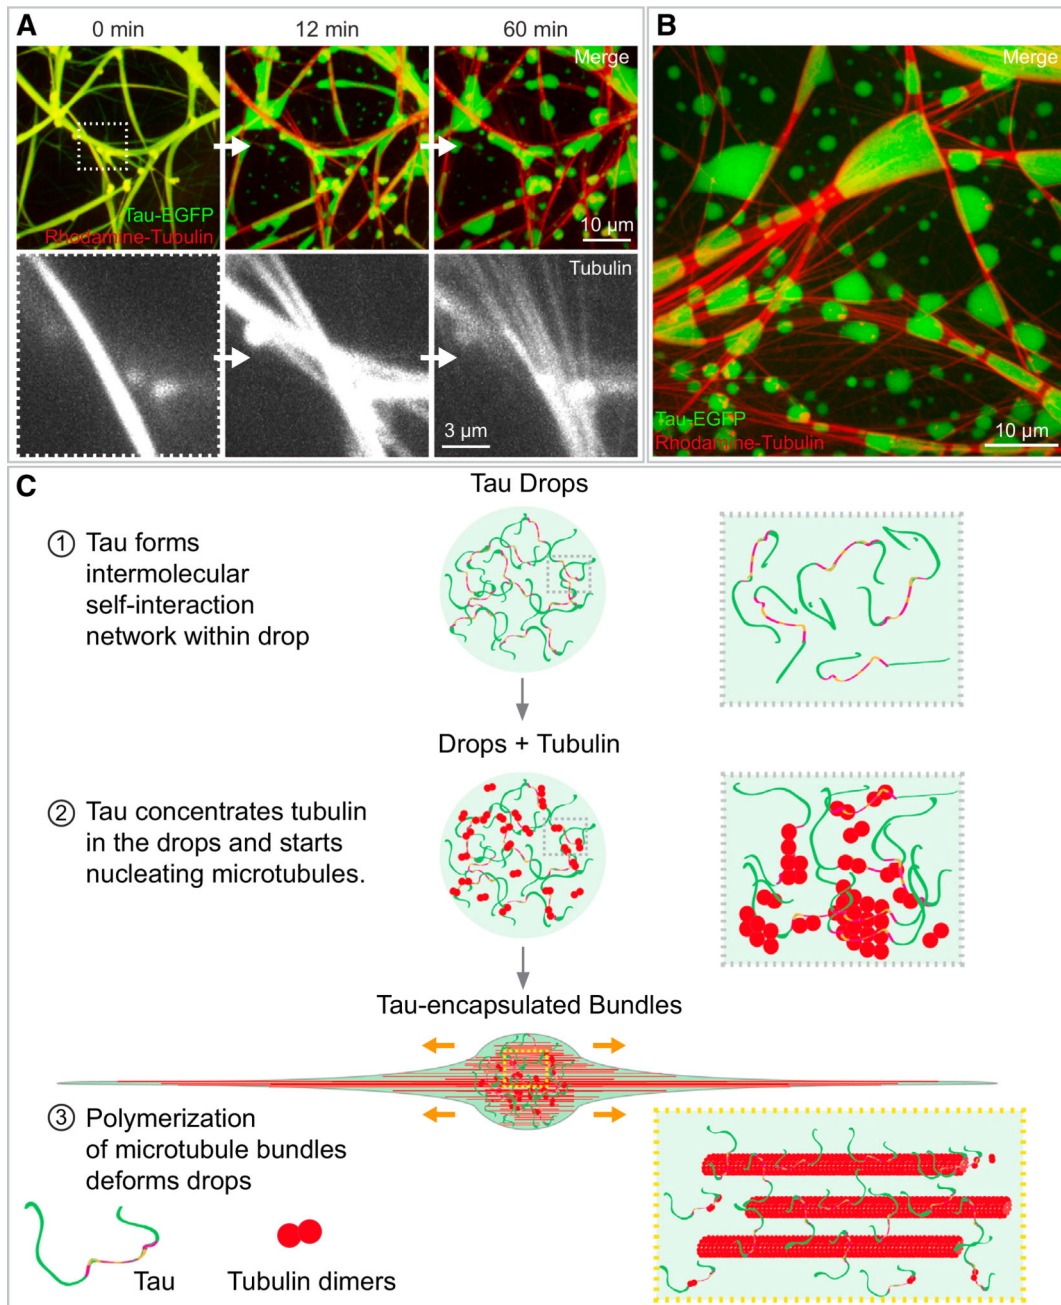 A
0 min
12 min
60 min
Merge
Tau-EGFP
Rhodamine-Tubulin
10 µm
Tubulin
3 µm
B
Merge
Tau-EGFP
Rhodamine-Tubulin
10 µm
C
Tau Drops
1 Tau forms
intermolecular
self-interaction
network within drop
Drops + Tubulin
2 Tau concentrates tubulin
in the drops and starts
nucleating microtubules.
Tau-encapsulated Bundles
3 Polymerization
of microtubule bundles
deforms drops
Tau
Tubulin dimers